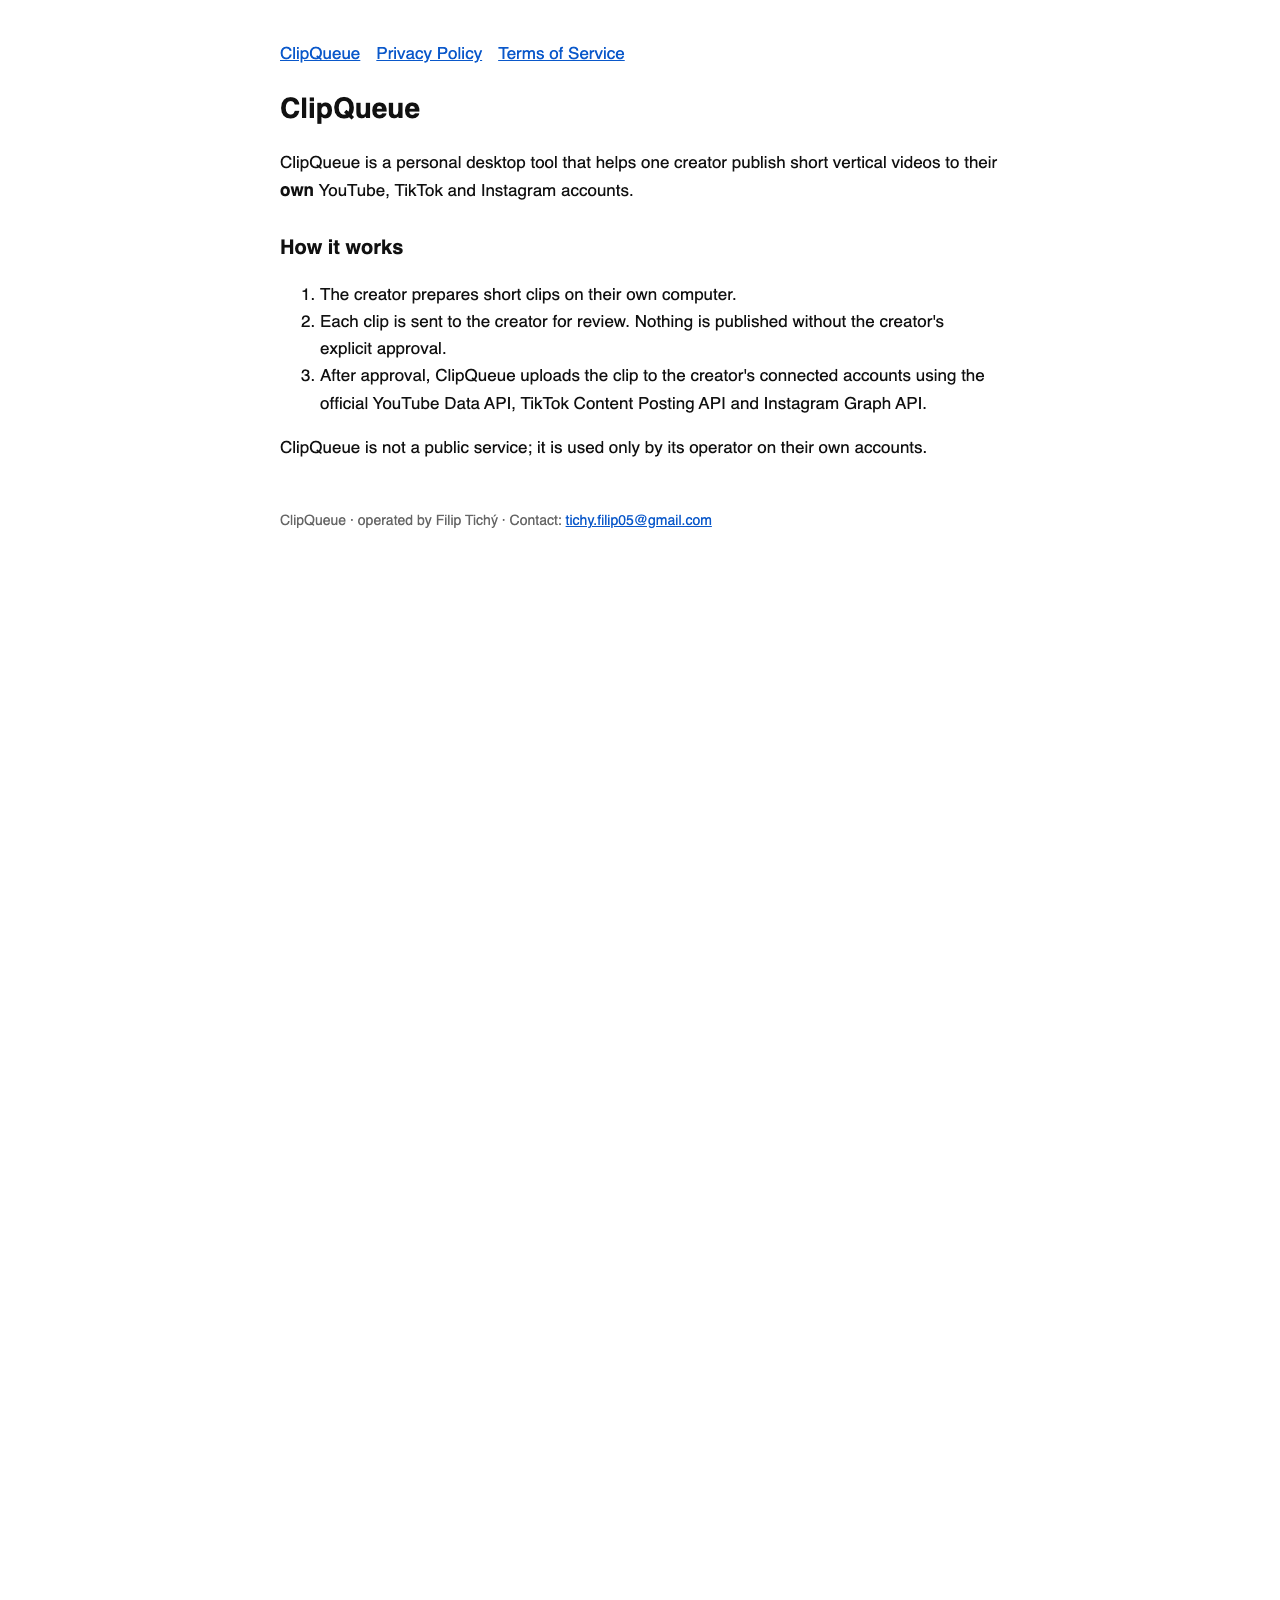 ClipQueue Privacy Policy Terms of Service
ClipQueue
ClipQueue is a personal desktop tool that helps one creator publish short vertical videos to their
own YouTube, TikTok and Instagram accounts.
How it works
1. The creator prepares short clips on their own computer.
2. Each clip is sent to the creator for review. Nothing is published without the creator's
explicit approval.
3. After approval, ClipQueue uploads the clip to the creator's connected accounts using the
official YouTube Data API, TikTok Content Posting API and Instagram Graph API.
ClipQueue is not a public service; it is used only by its operator on their own accounts.
ClipQueue · operated by Filip Tichý · Contact: tichy.filip05@gmail.com